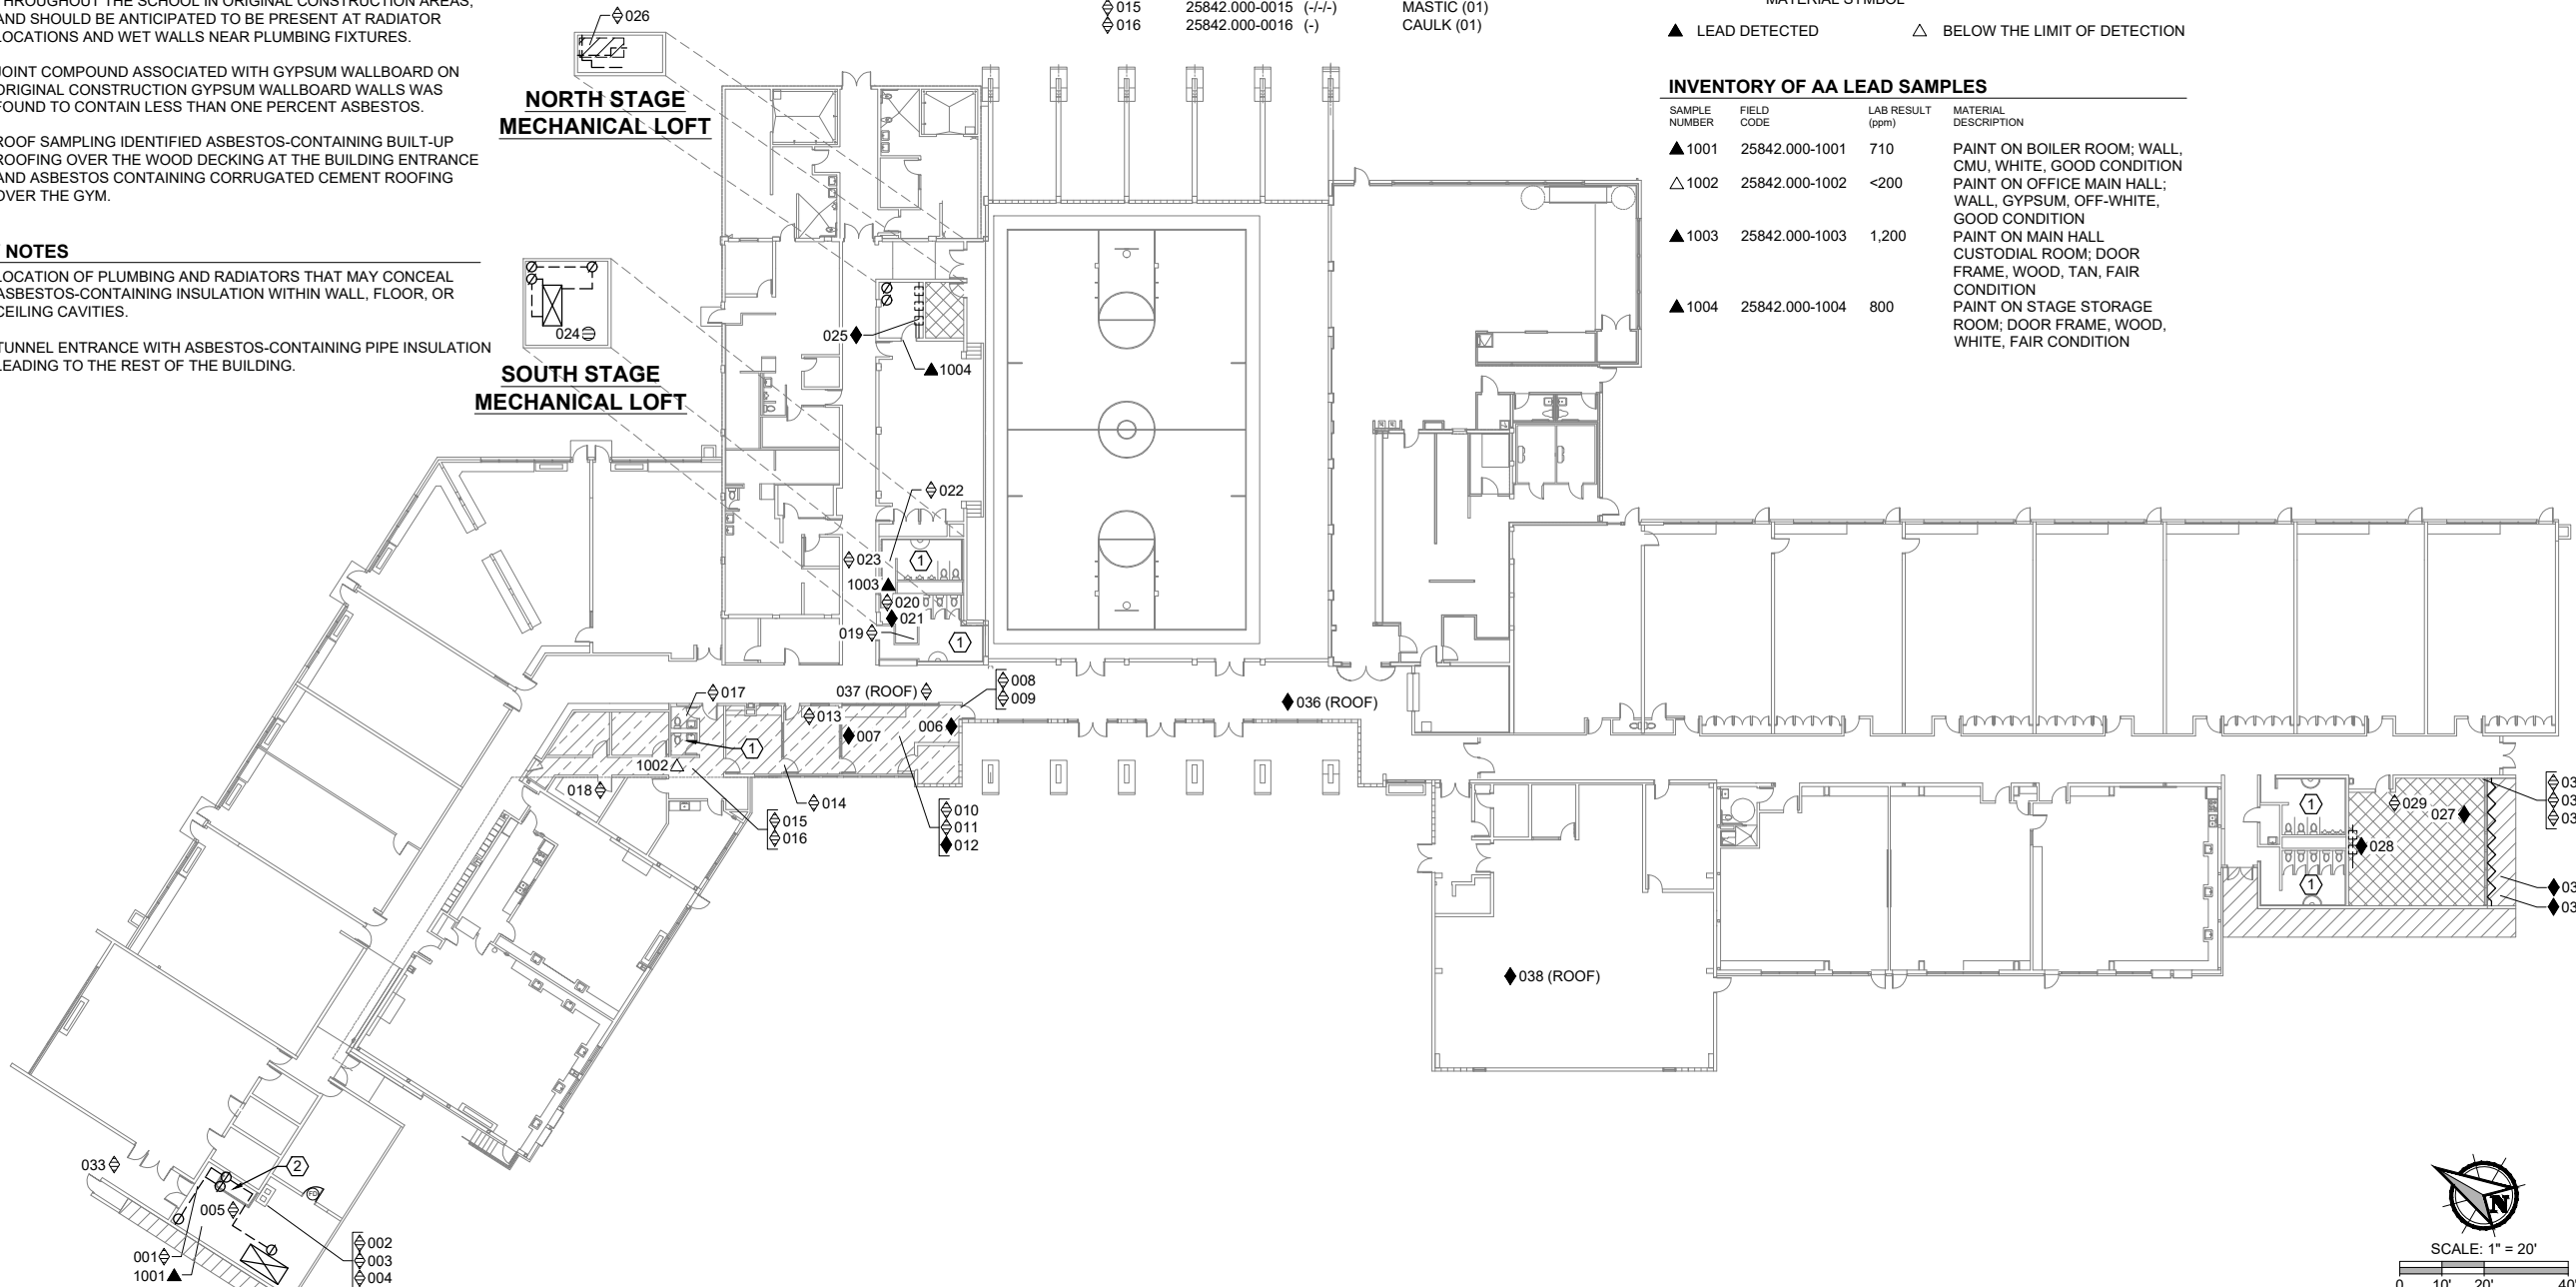 THROUGHOUT THE SCHOOL IN ORIGINAL CONSTRUCTION AREAS,
AND SHOULD BE ANTICIPATED TO BE PRESENT AT RADIATOR
LOCATIONS AND WET WALLS NEAR PLUMBING FIXTURES.
JOINT COMPOUND ASSOCIATED WITH GYPSUM WALLBOARD ON
ORIGINAL CONSTRUCTION GYPSUM WALLBOARD WALLS WAS
FOUND TO CONTAIN LESS THAN ONE PERCENT ASBESTOS.
ROOF SAMPLING IDENTIFIED ASBESTOS-CONTAINING BUILT-UP
ROOFING OVER THE WOOD DECKING AT THE BUILDING ENTRANCE
AND ASBESTOS CONTAINING CORRUGATED CEMENT ROOFING
OVER THE GYM.
NOTES
LOCATION OF PLUMBING AND RADIATORS THAT MAY CONCEAL
ASBESTOS-CONTAINING INSULATION WITHIN WALL, FLOOR, OR
CEILING CAVITIES.
TUNNEL ENTRANCE WITH ASBESTOS-CONTAINING PIPE INSULATION
LEADING TO THE REST OF THE BUILDING.
015 25842.000-0015 (-/-/-) MASTIC (01)
016 25842.000-0016 (-) CAULK (01)
MATERIAL SYMBOL
▲ LEAD DETECTED △ BELOW THE LIMIT OF DETECTION
INVENTORY OF AA LEAD SAMPLES
SAMPLE FIELD LAB RESULT MATERIAL
NUMBER CODE (ppm) DESCRIPTION
▲1001 25842.000-1001 710 PAINT ON BOILER ROOM; WALL,
CMU, WHITE, GOOD CONDITION
△1002 25842.000-1002 <200 PAINT ON OFFICE MAIN HALL;
WALL, GYPSUM, OFF-WHITE,
GOOD CONDITION
▲1003 25842.000-1003 1,200 PAINT ON MAIN HALL
CUSTODIAL ROOM; DOOR
FRAME, WOOD, TAN, FAIR
CONDITION
▲1004 25842.000-1004 800 PAINT ON STAGE STORAGE
ROOM; DOOR FRAME, WOOD,
WHITE, FAIR CONDITION
026
NORTH STAGE
MECHANICAL LOFT
024
SOUTH STAGE
MECHANICAL LOFT
025
1004
022
023
1
1003
020
021
019
1
008
009
017
037 (ROOF)
036 (ROOF)
013
006
007
1
1002
018
014
015
016
010
011
012
038 (ROOF)
1
029
027
028
1
033
2
FD
005
001
1001
002
003
004
N
SCALE: 1" = 20'
0 10' 20' 40'